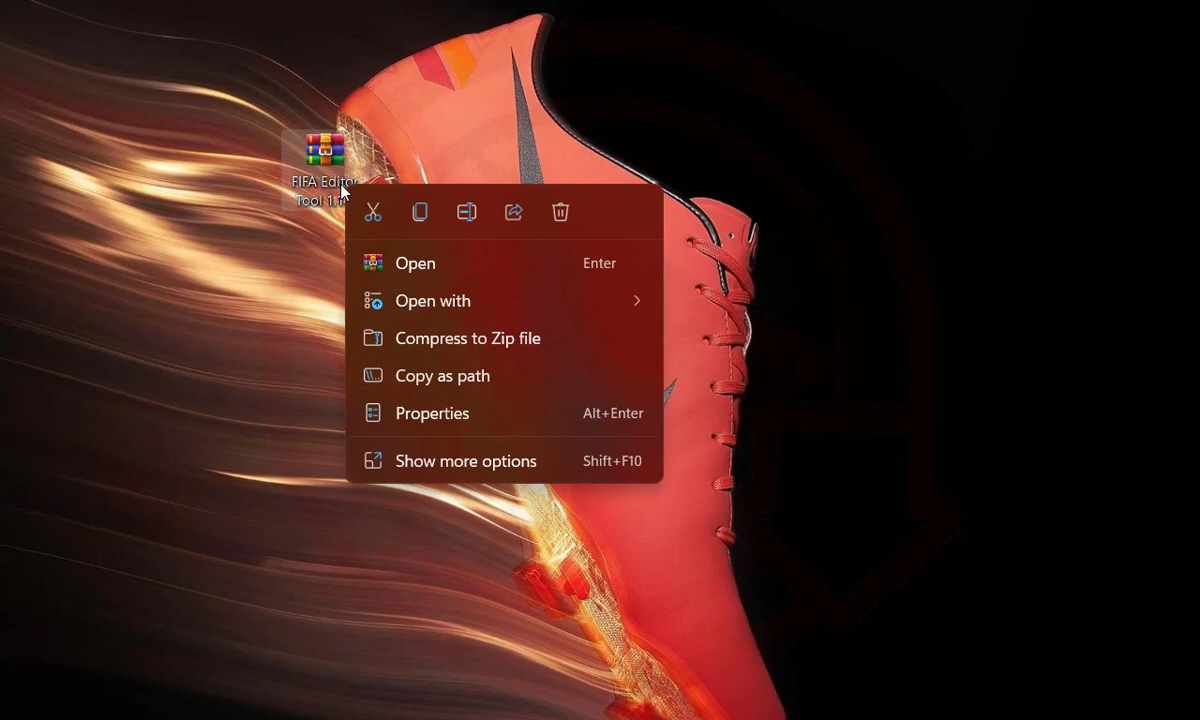 FIFA Editor
Tool 1.
Open Enter
Open with
Compress to Zip file
Copy as path
Properties Alt+Enter
Show more options Shift+F10